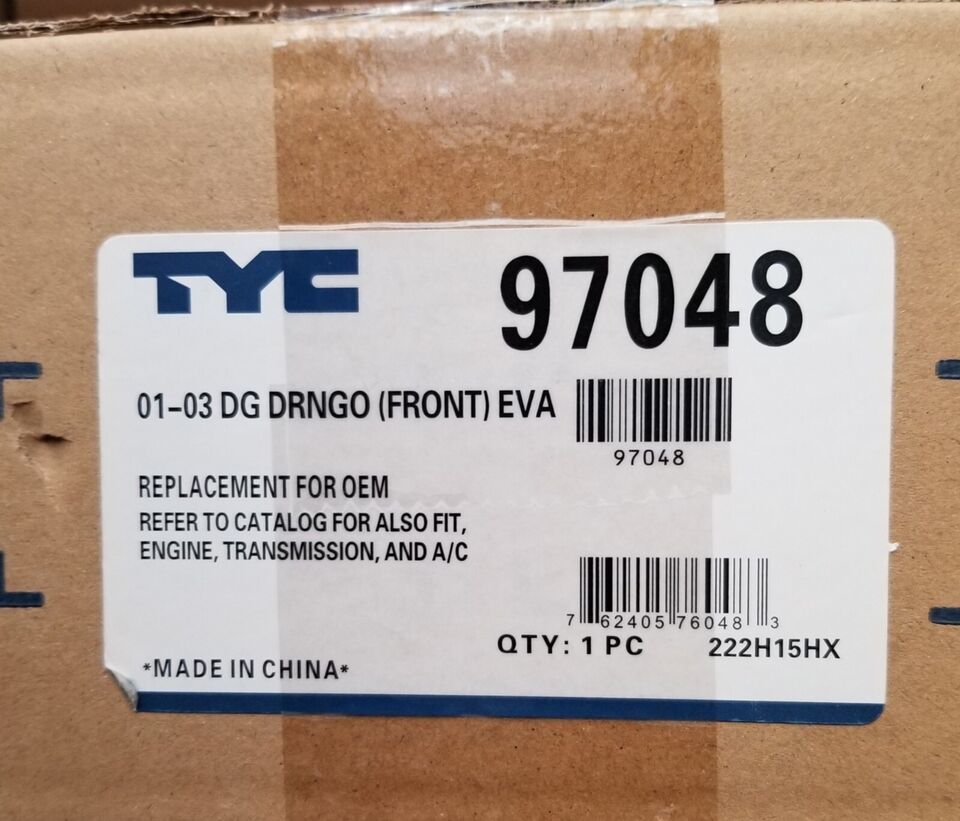 TYC
97048
01-03 DG DRNGO (FRONT) EVA
97048
REPLACEMENT FOR OEM
REFER TO CATALOG FOR ALSO FIT,
ENGINE, TRANSMISSION, AND A/C
7 62405 76048 3
QTY: 1 PC 222H15HX
*MADE IN CHINA*